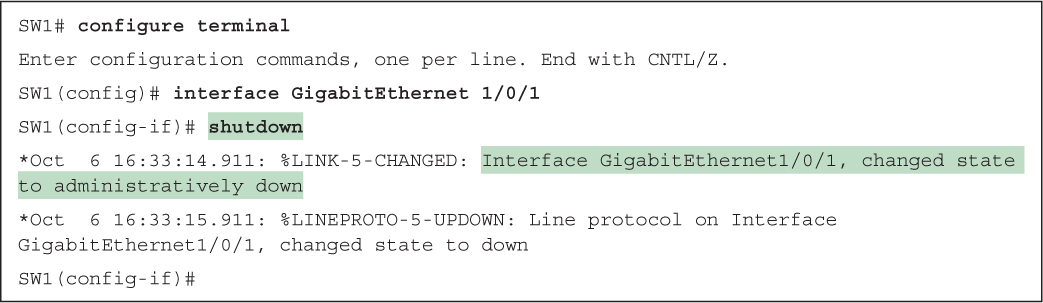 SW1# configure terminal
Enter configuration commands, one per line. End with CNTL/Z.
SW1(config)# interface GigabitEthernet 1/0/1
SW1(config-if)# shutdown
*Oct  6 16:33:14.911: %LINK-5-CHANGED: Interface GigabitEthernet1/0/1, changed state
to administratively down
*Oct  6 16:33:15.911: %LINEPROTO-5-UPDOWN: Line protocol on Interface
GigabitEthernet1/0/1, changed state to down
SW1(config-if)#